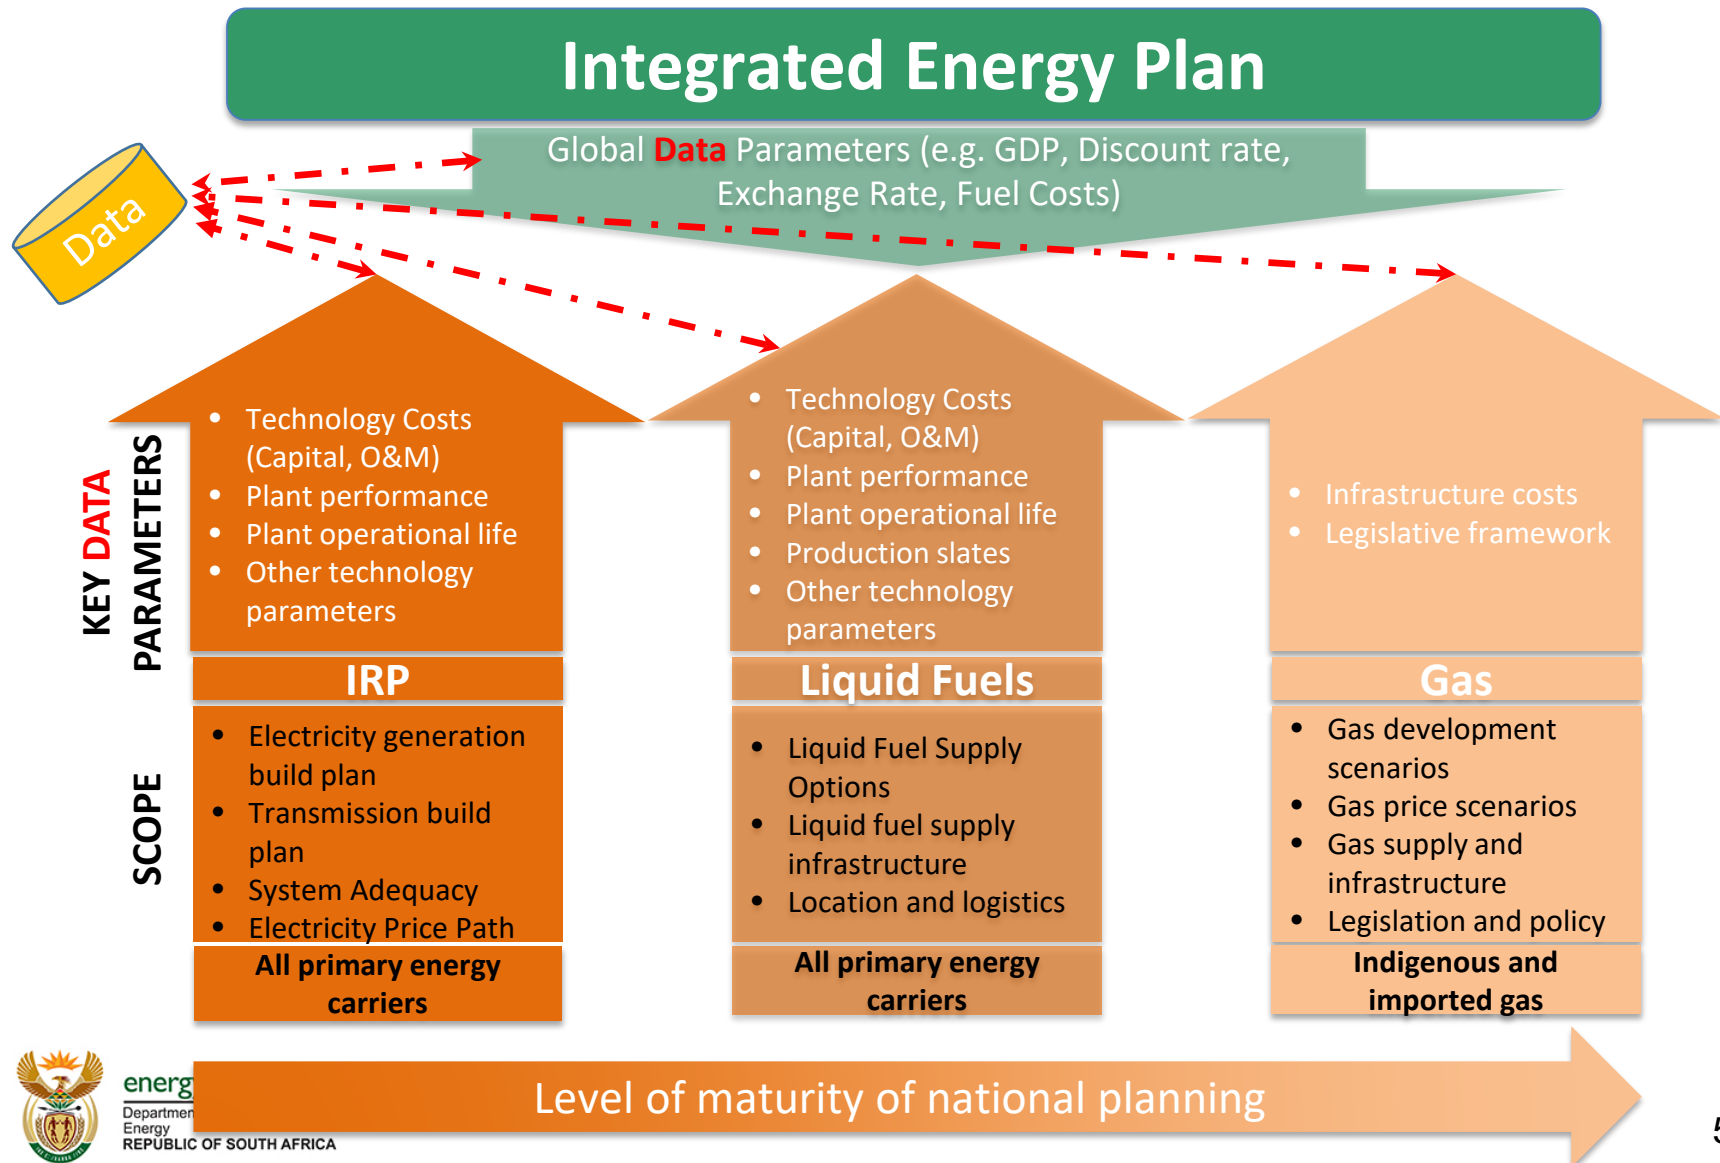 Integrated Energy Plan
Global Data Parameters (e.g. GDP, Discount rate,
Exchange Rate, Fuel Costs)
Data
KEY DATA
PARAMETERS
• Technology Costs
(Capital, O&M)
• Plant performance
• Plant operational life
• Other technology
parameters
• Technology Costs
(Capital, O&M)
• Plant performance
• Plant operational life
• Production slates
• Other technology
parameters
• Infrastructure costs
• Legislative framework
IRP
Liquid Fuels
Gas
SCOPE
• Electricity generation
build plan
• Transmission build
plan
• System Adequacy
• Electricity Price Path
• Liquid Fuel Supply
Options
• Liquid fuel supply
infrastructure
• Location and logistics
• Gas development
scenarios
• Gas price scenarios
• Gas supply and
infrastructure
• Legislation and policy
All primary energy
carriers
All primary energy
carriers
Indigenous and
imported gas
Level of maturity of national planning
energ
Departmen
Energy
REPUBLIC OF SOUTH AFRICA
5